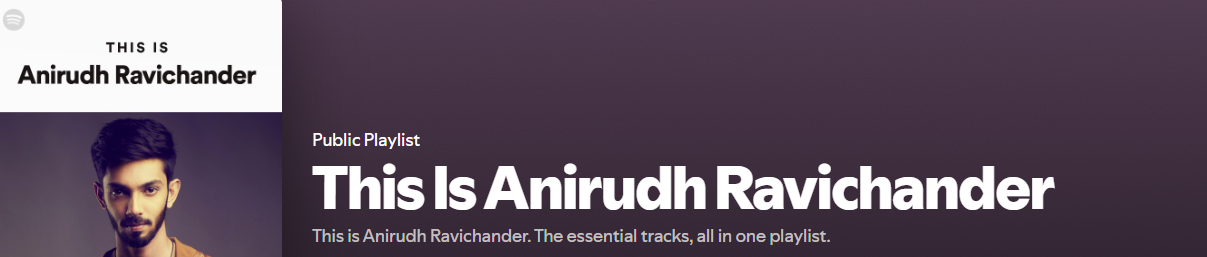 THIS IS
Anirudh Ravichander
Public Playlist
This Is Anirudh Ravichander
This is Anirudh Ravichander. The essential tracks, all in one playlist.